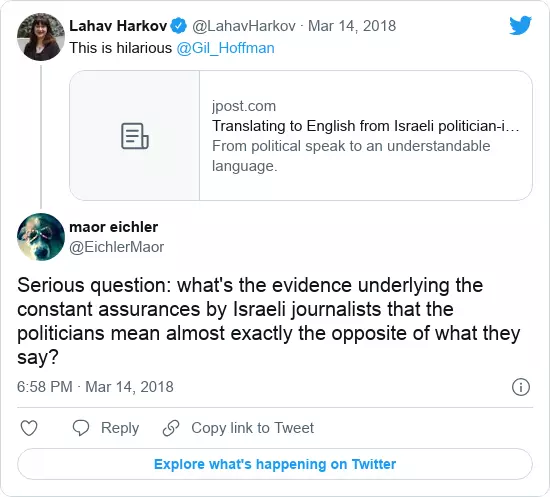 Lahav Harkov @LahavHarkov · Mar 14, 2018
This is hilarious @Gil_Hoffman
jpost.com
Translating to English from Israeli politician-i…
From political speak to an understandable
language.
maor eichler
@EichlerMaor
Serious question: what's the evidence underlying the
constant assurances by Israeli journalists that the
politicians mean almost exactly the opposite of what they
say?
6:58 PM · Mar 14, 2018
Reply Copy link to Tweet
Explore what's happening on Twitter